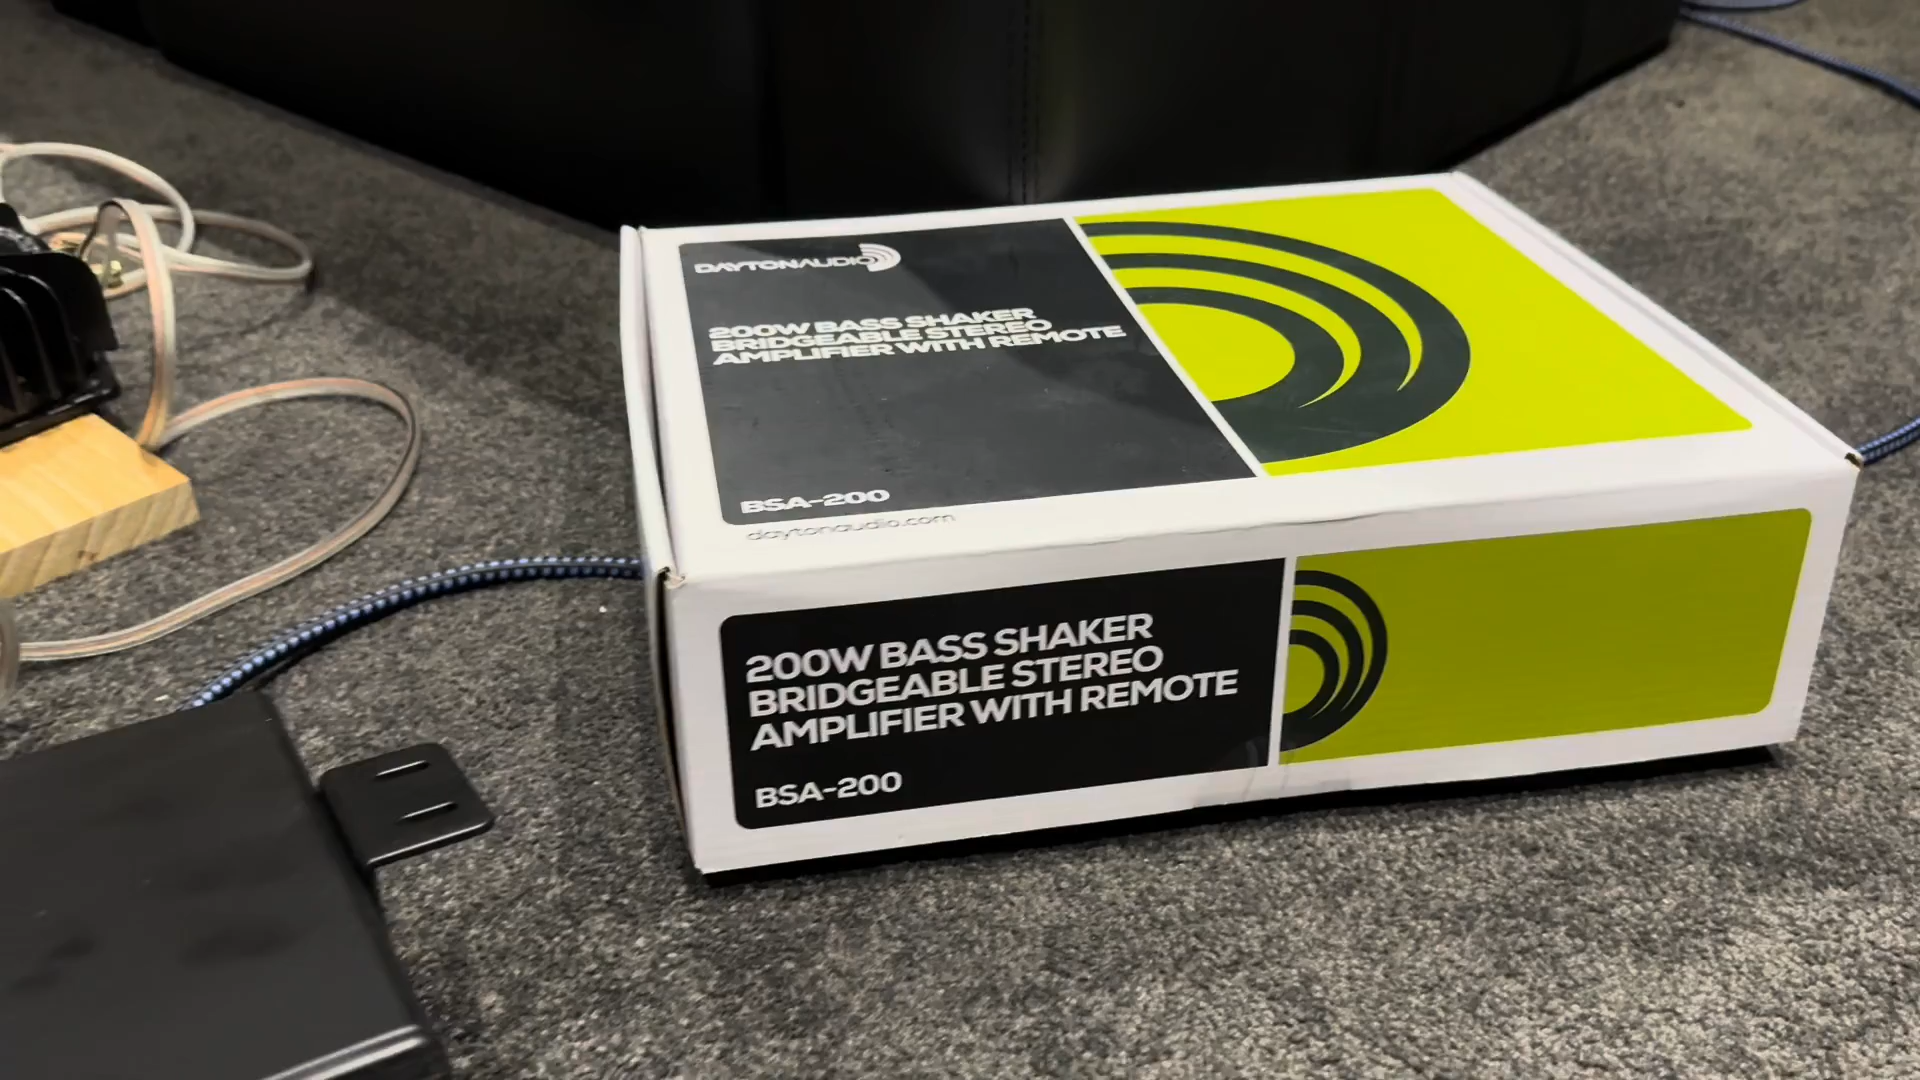 DAYTONAUDIO
200W BASS SHAKER
BRIDGEABLE STEREO
AMPLIFIER WITH REMOTE
BSA-200
daytonaudio.com
200W BASS SHAKER
BRIDGEABLE STEREO
AMPLIFIER WITH REMOTE
BSA-200